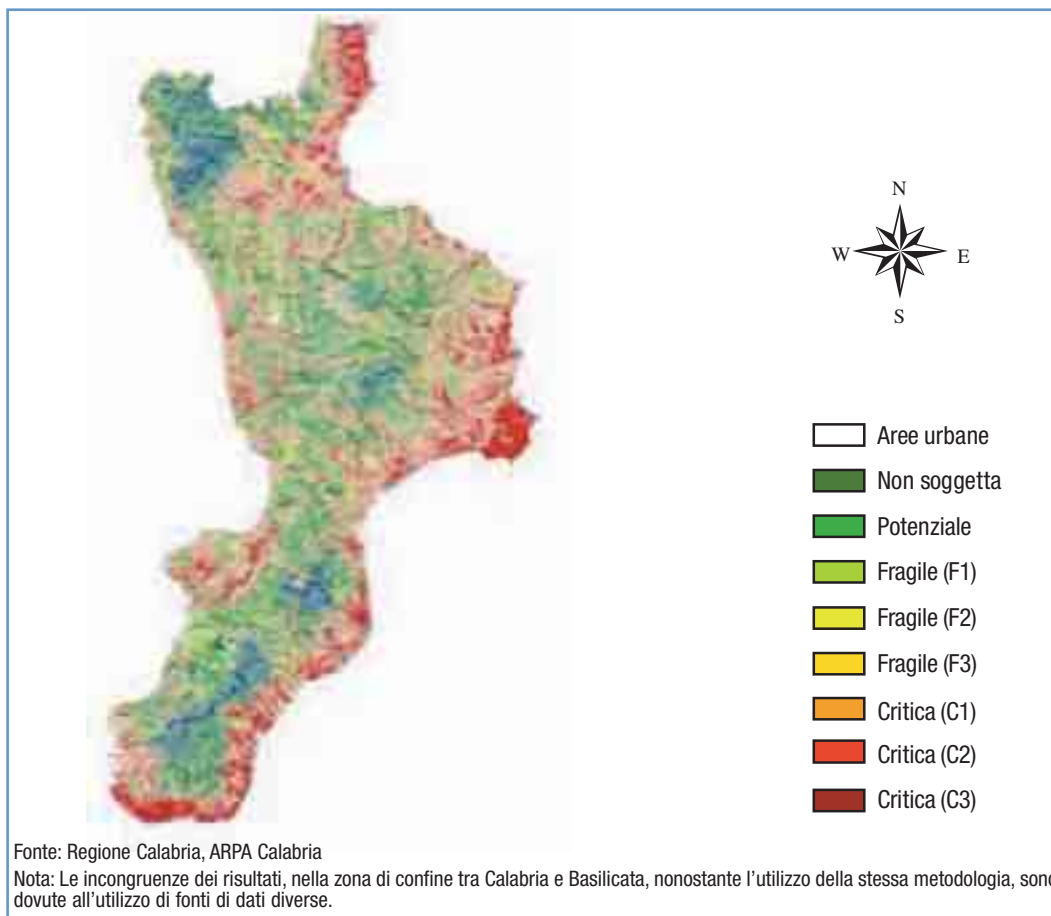 N
W
E
S
Aree urbane
Non soggetta
Potenziale
Fragile (F1)
Fragile (F2)
Fragile (F3)
Critica (C1)
Critica (C2)
Critica (C3)
Fonte: Regione Calabria, ARPA Calabria
Nota: Le incongruenze dei risultati, nella zona di confine tra Calabria e Basilicata, nonostante l'utilizzo della stessa metodologia, sono
dovute all'utilizzo di fonti di dati diverse.